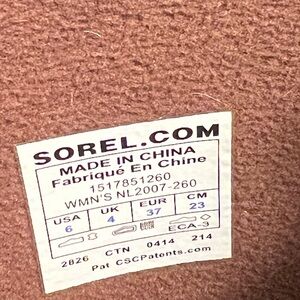 SOREL.COM
MADE IN CHINA
Fabriqué En Chine
1517851260
WMN'S NL2007-260
USA UK EUR CM
6 4 37 23
ECA-3
2826 CTN 0414 214
Pat CSCPatents.com